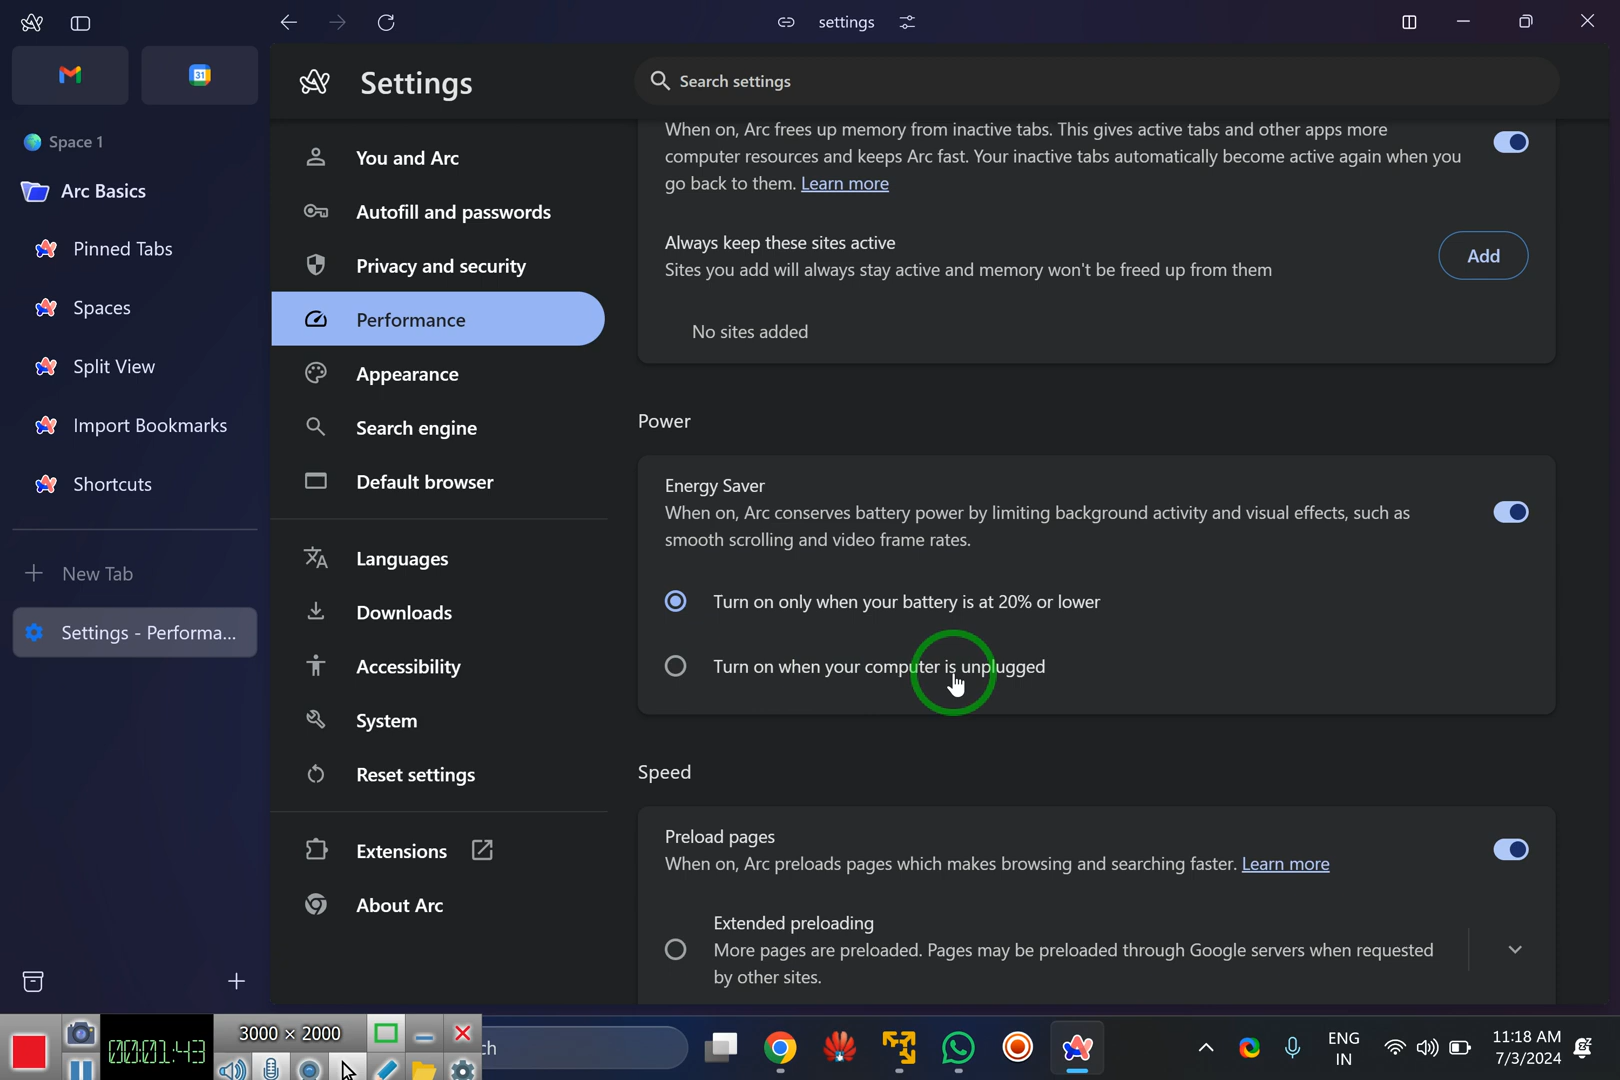 settings
31
Space 1
Arc Basics
Pinned Tabs
Spaces
Split View
Import Bookmarks
Shortcuts
New Tab
Settings - Performa...
Settings
Search settings
You and Arc
Autofill and passwords
Privacy and security
Performance
Appearance
Search engine
Default browser
Languages
Downloads
Accessibility
System
Reset settings
Extensions
About Arc
When on, Arc frees up memory from inactive tabs. This gives active tabs and other apps more
computer resources and keeps Arc fast. Your inactive tabs automatically become active again when you
go back to them. Learn more
Always keep these sites active
Sites you add will always stay active and memory won't be freed up from them
Add
No sites added
Power
Energy Saver
When on, Arc conserves battery power by limiting background activity and visual effects, such as
smooth scrolling and video frame rates.
Turn on only when your battery is at 20% or lower
Turn on when your computer is unplugged
Speed
Preload pages
When on, Arc preloads pages which makes browsing and searching faster. Learn more
Extended preloading
More pages are preloaded. Pages may be preloaded through Google servers when requested
by other sites.
00:01:43
3000 × 2000
ch
ENG
IN
11:18 AM
7/3/2024